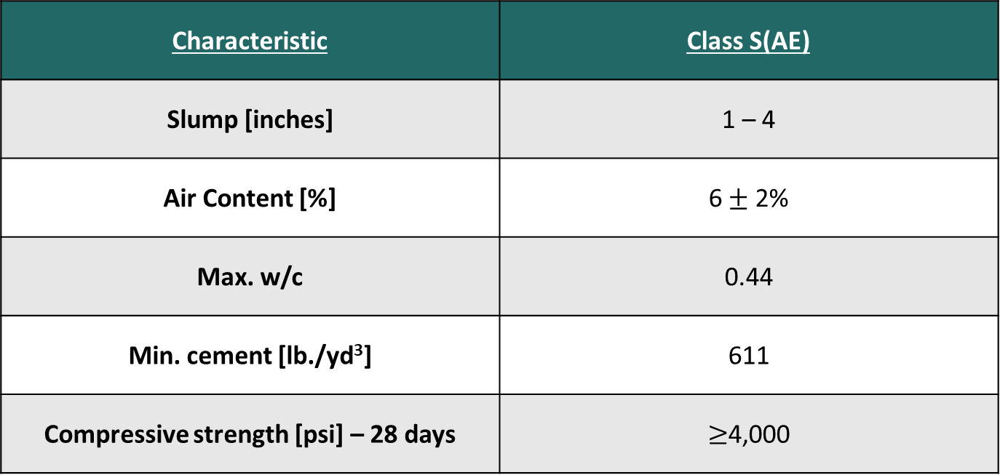 Characteristic Class S(AE)
Slump [inches] 1 – 4
Air Content [%] 6 ± 2%
Max. w/c 0.44
Min. cement [lb./yd³] 611
Compressive strength [psi] – 28 days ≥4,000